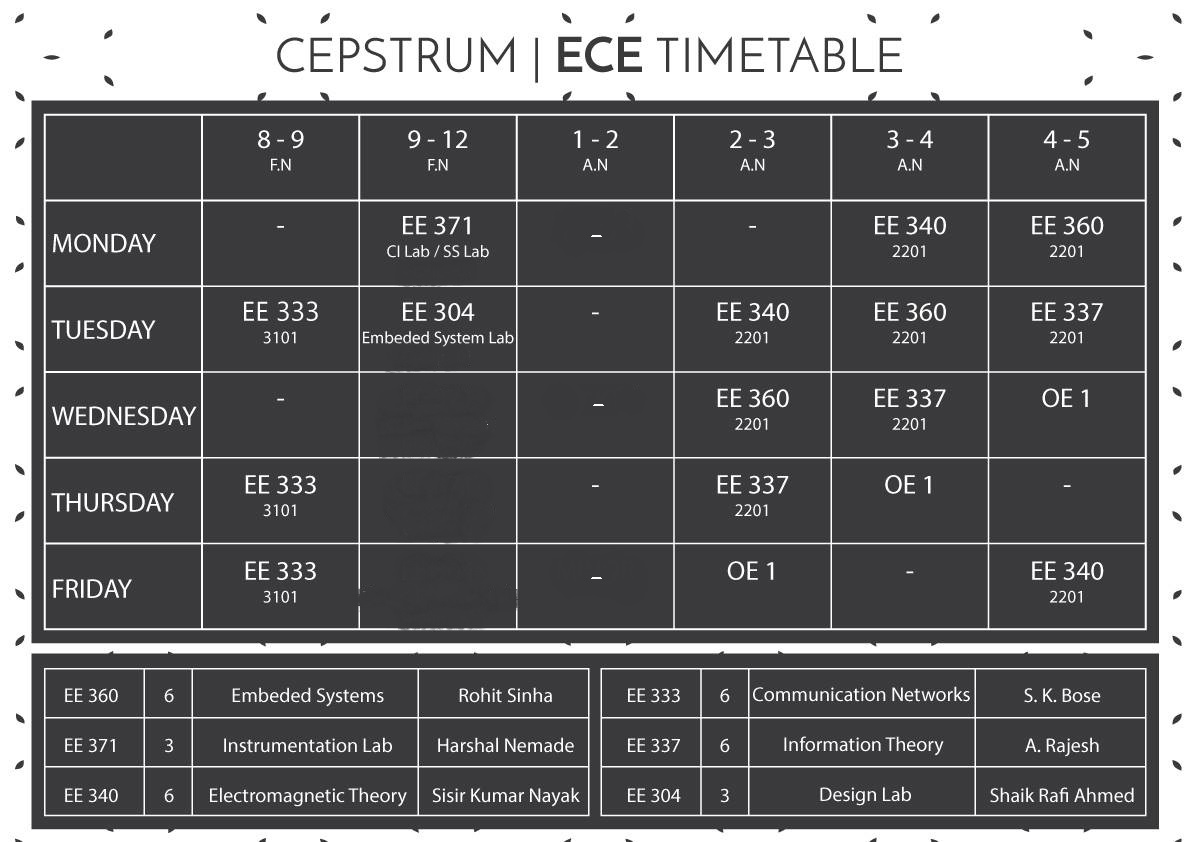 CEPSTRUM | ECE TIMETABLE
8 - 9 9 - 12 1 - 2 2 - 3 3 - 4 4 - 5
F.N F.N A.N A.N A.N A.N
MONDAY - EE 371 - - EE 340 EE 360
CI Lab / SS Lab 2201 2201
TUESDAY EE 333 EE 304 - EE 340 EE 360 EE 337
3101 Embeded System Lab 2201 2201 2201
WEDNESDAY - - EE 360 EE 337 OE 1
2201 2201
THURSDAY EE 333 - EE 337 OE 1 -
3101 2201
FRIDAY EE 333 - OE 1 - EE 340
3101 2201
EE 360 6 Embeded Systems Rohit Sinha EE 333 6 Communication Networks S. K. Bose
EE 371 3 Instrumentation Lab Harshal Nemade EE 337 6 Information Theory A. Rajesh
EE 340 6 Electromagnetic Theory Sisir Kumar Nayak EE 304 3 Design Lab Shaik Rafi Ahmed